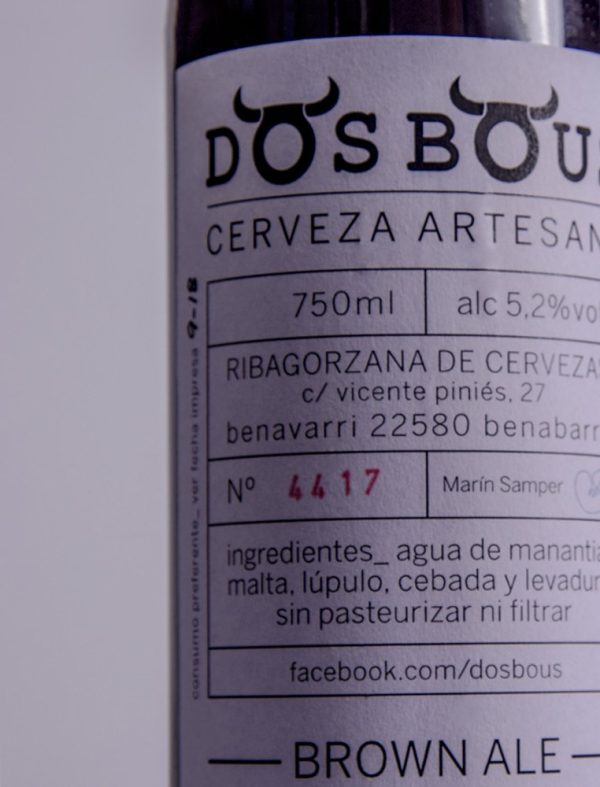 DOS BOUS
CERVEZA ARTESAN
750ml
alc 5,2%vo
RIBAGORZANA DE CERVEZAS
c/ vicente piniés, 27
benavarri 22580 benabarr
Nº 4417
Marín Samper
ingredientes_ agua de manantia
malta, lúpulo, cebada y levadur
sin pasteurizar ni filtrar
facebook.com/dosbous
BROWN ALE
consumo preferente_ ver fecha impresa 9-18